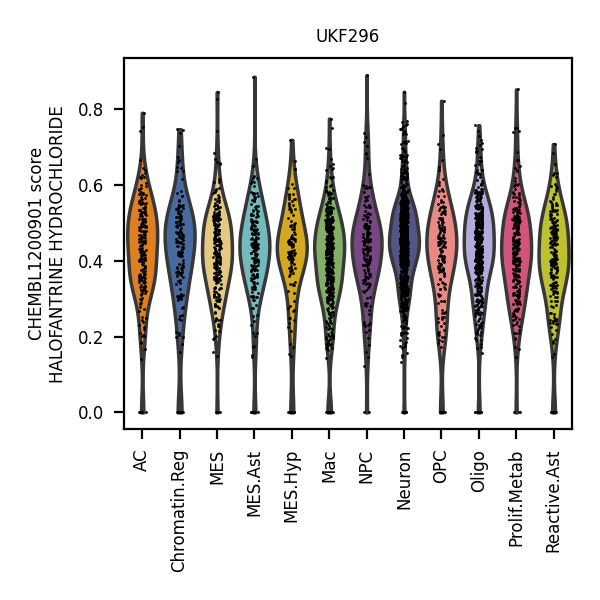 UKF296
CHEMBL1200901 score
HALOFANTRINE HYDROCHLORIDE
0.8
0.6
0.4
0.2
0.0
AC
Chromatin.Reg
MES
MES.Ast
MES.Hyp
Mac
NPC
Neuron
OPC
Oligo
Prolif.Metab
Reactive.Ast